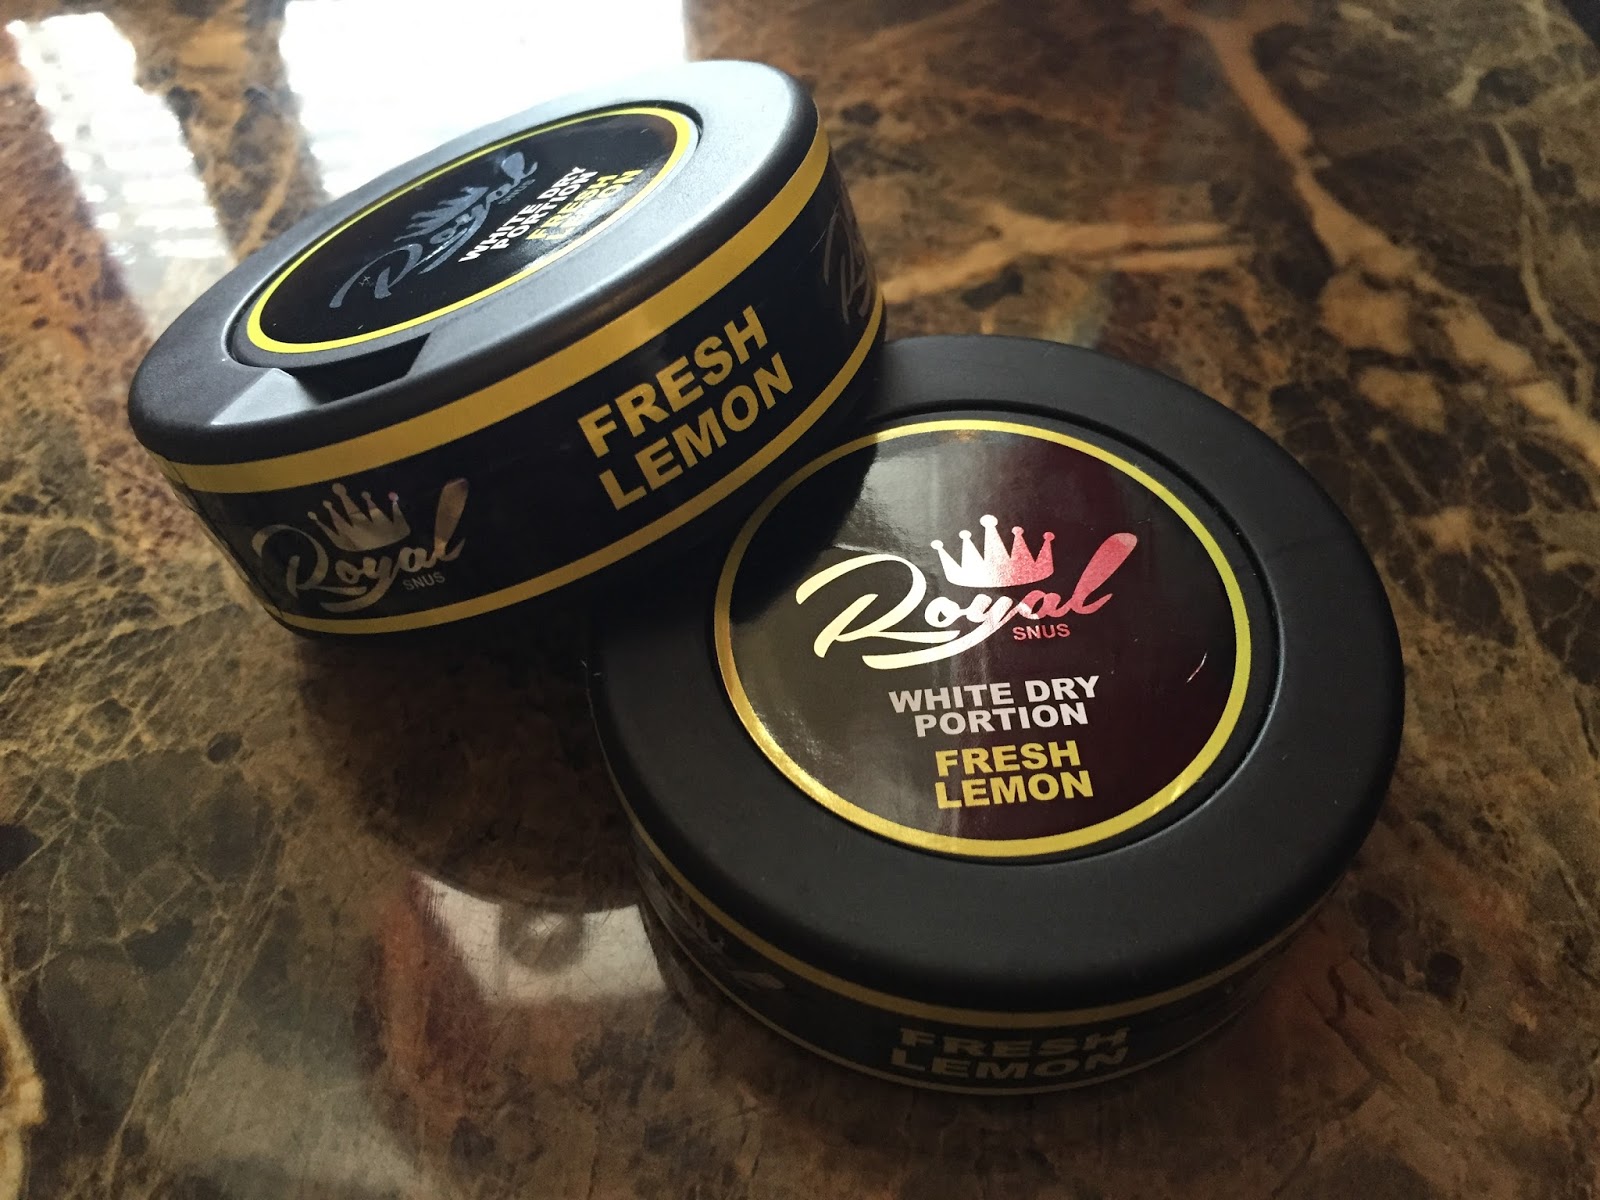 Royal
SNUS
WHITE DRY
PORTION
FRESH
LEMON
FRESH
LEMON
Royal
SNUS
Royal
SNUS
WHITE DRY
PORTION
FRESH
LEMON
FRESH
LEMON